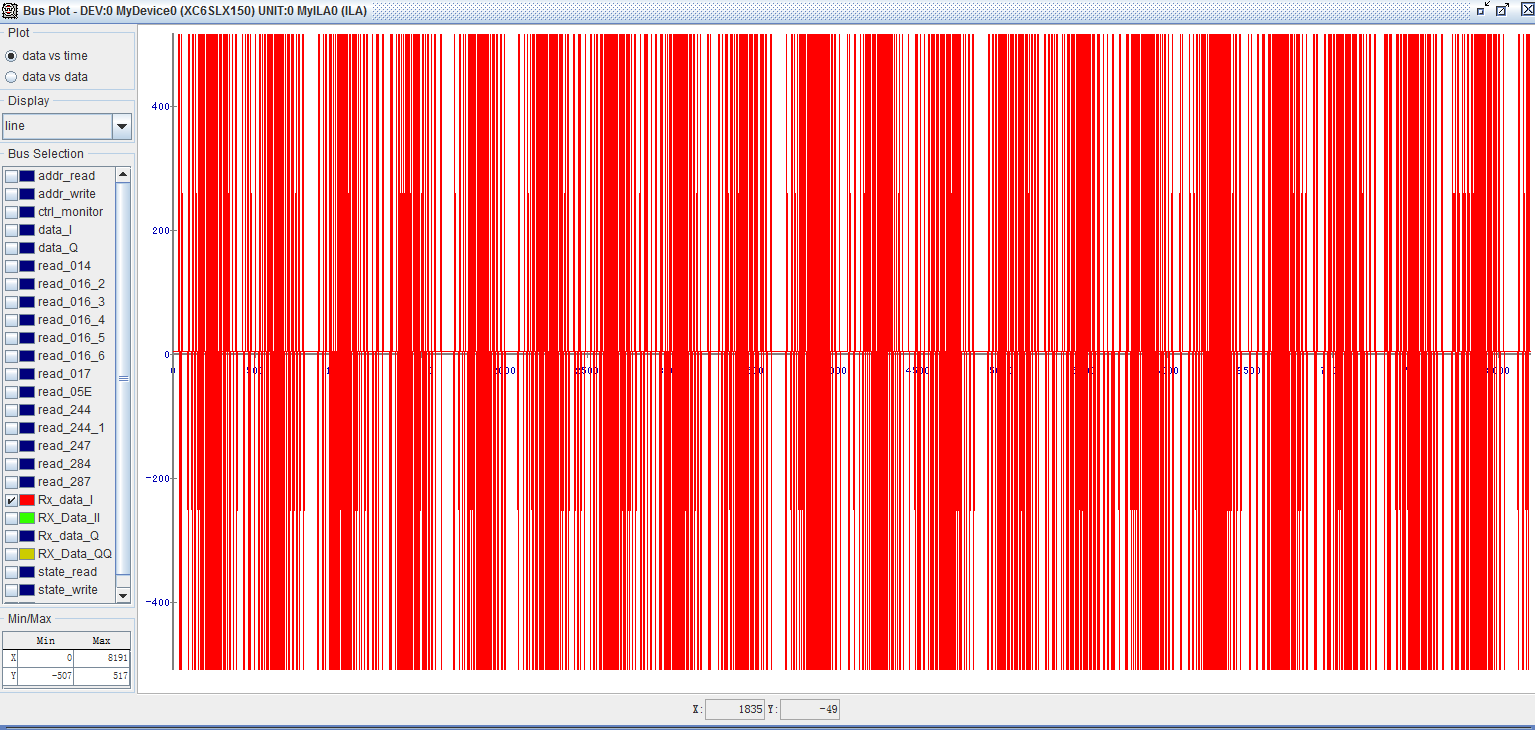 Bus Plot - DEV:0 MyDevice0 (XC6SLX150) UNIT:0 MyILA0 (ILA)
Plot
data vs time
data vs data
Display
line
Bus Selection
addr_read
addr_write
ctrl_monitor
data_I
data_Q
read_014
read_016_2
read_016_3
read_016_4
read_016_5
read_016_6
read_017
read_05E
read_244
read_244_1
read_247
read_284
read_287
Rx_data_I
RX_Data_II
Rx_data_Q
RX_Data_QQ
state_read
state_write
Min/Max
Min Max
X 0 8191
Y -507 517
400
200
0
-200
-400
0
X: 1835 Y: -49